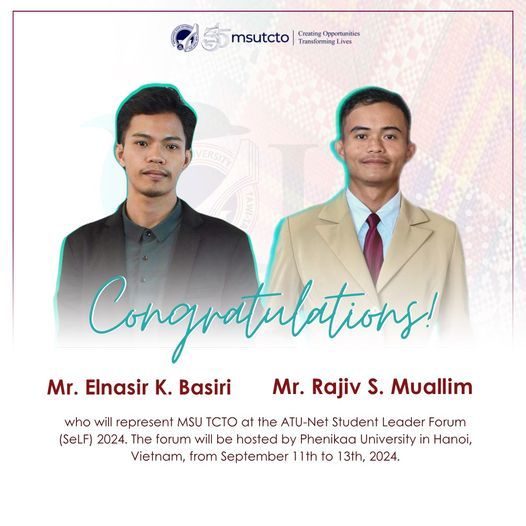 msutcto
Creating Opportunities
Transforming Lives
Congratulations!
Mr. Elnasir K. Basiri
Mr. Rajiv S. Muallim
who will represent MSU TCTO at the ATU-Net Student Leader Forum
(SeLF) 2024. The forum will be hosted by Phenikaa University in Hanoi,
Vietnam, from September 11th to 13th, 2024.